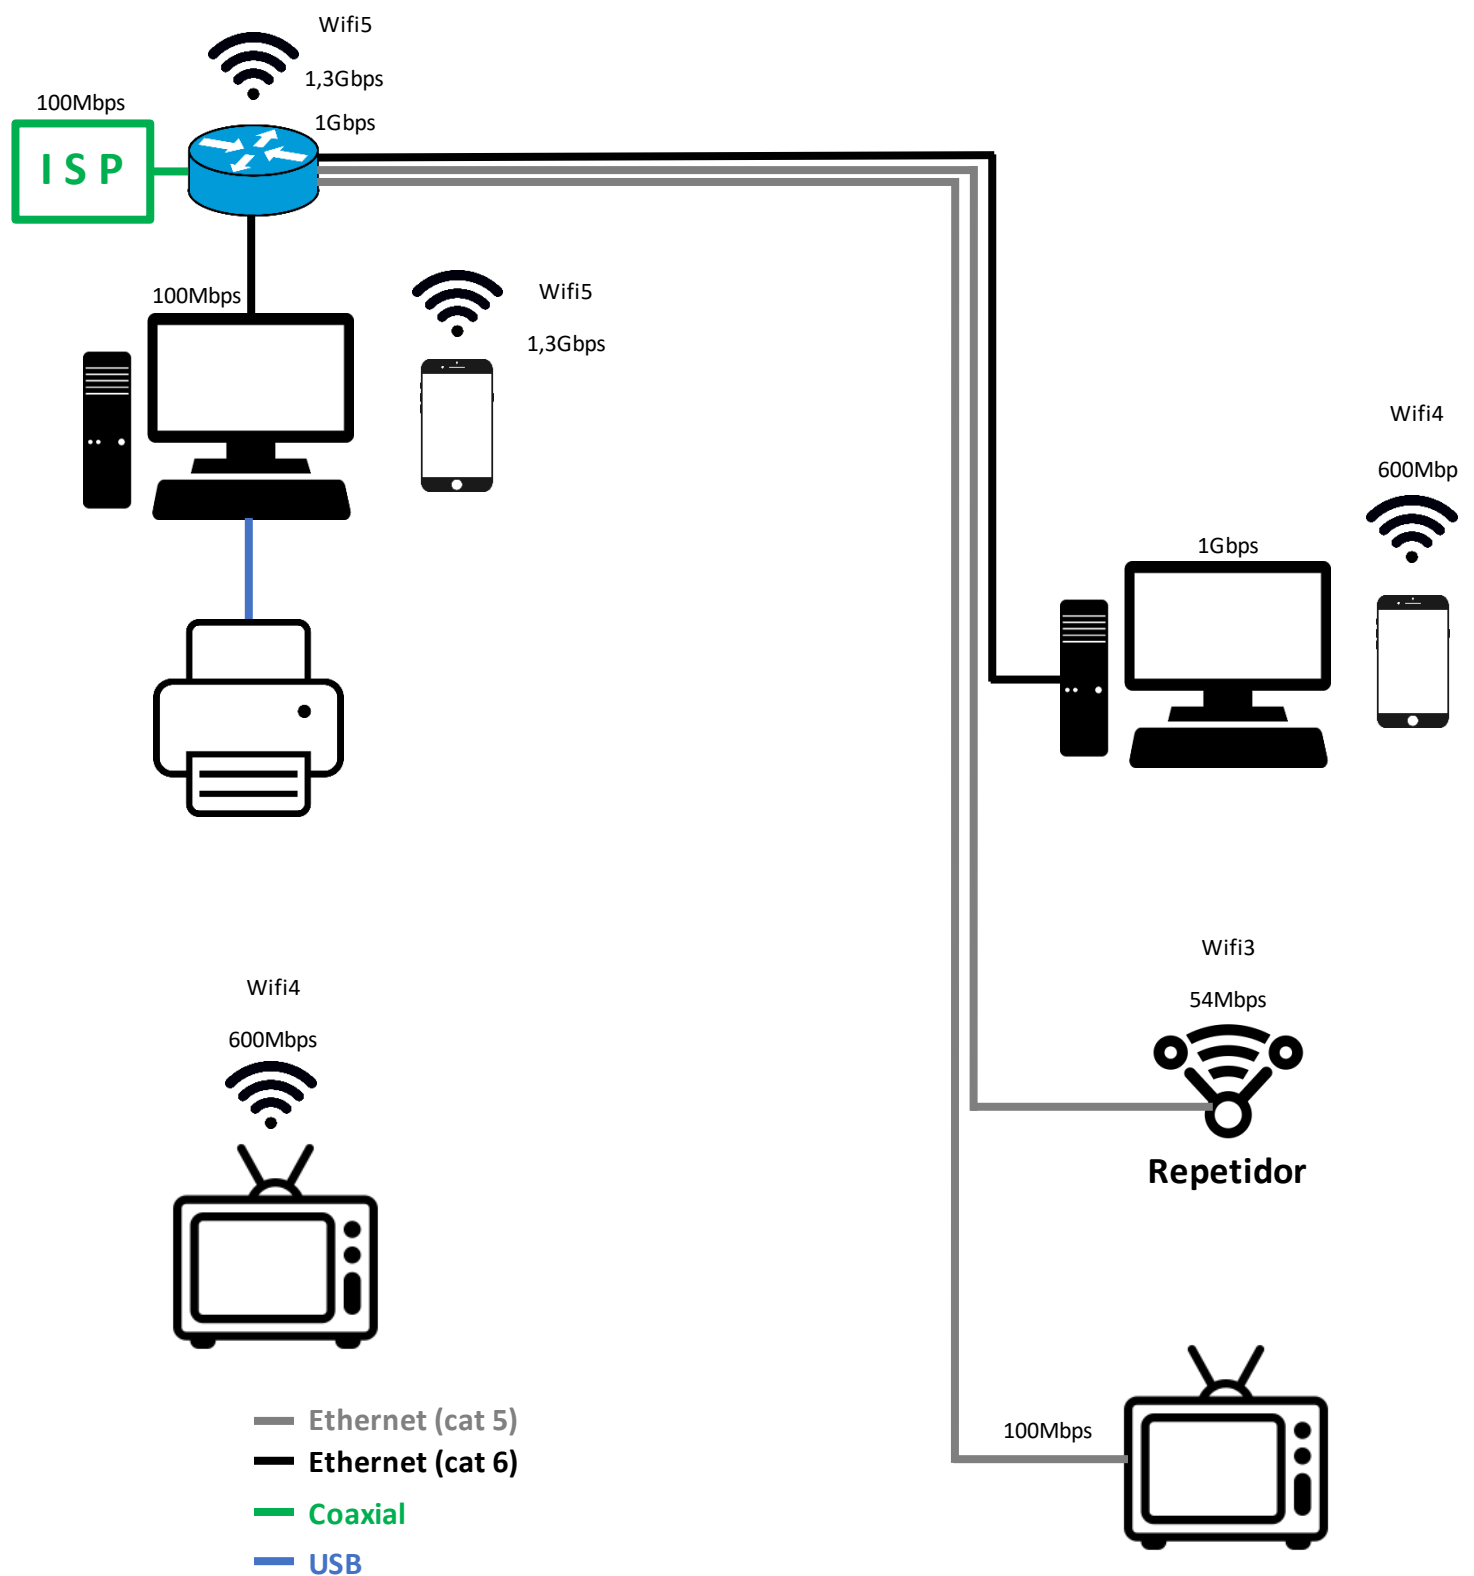 Wifi5
1,3Gbps
100Mbps
1Gbps
I S P
100Mbps
Wifi5
1,3Gbps
Wifi4
600Mbp
1Gbps
Wifi3
54Mbps
Repetidor
Wifi4
600Mbps
100Mbps
Ethernet (cat 5)
Ethernet (cat 6)
Coaxial
USB